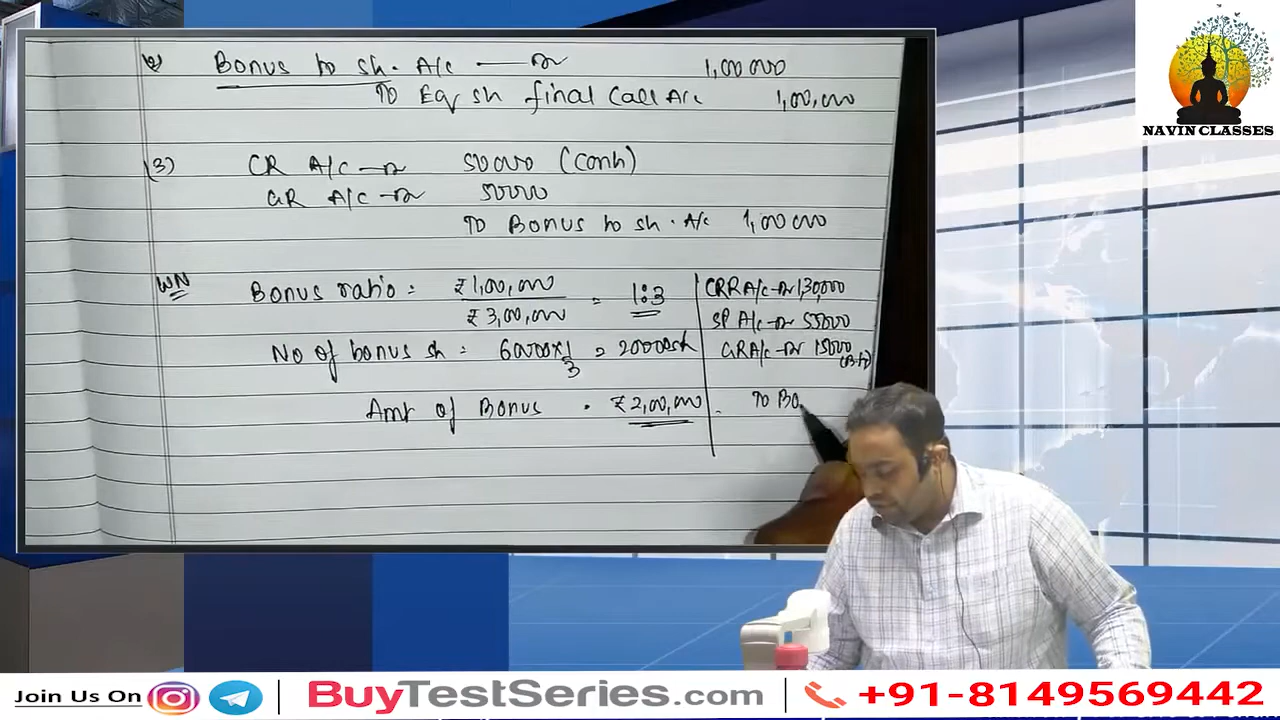 Bonus to sh. A/c — Dr 1,00,000
To Eq sh final Call A/c 1,00,000
(3) CR A/c — Dr 50000 (Conh)
GR A/c — Dr 50000
To Bonus to sh. A/c 1,00,000
WN
Bonus ratio = ₹1,00,000 / ₹3,00,000 = 1:3
No of bonus sh = 60000 x 1/3 = 20000sh
Amt of Bonus = ₹2,00,000
CRR A/c — Dr 1,30,000
SP A/c — Dr 55000
GR A/c — Dr 15000
(B.f)
To Bo
NAVIN CLASSES
Join Us On BuyTestSeries.com +91-8149569442